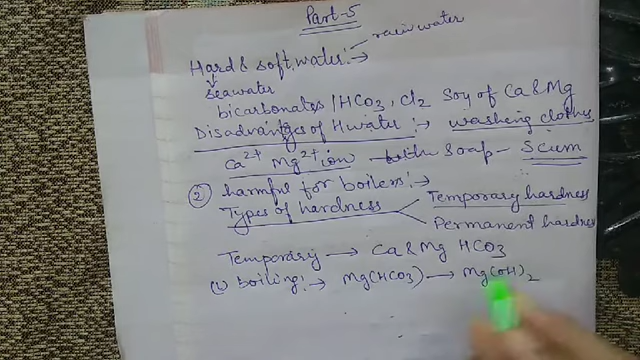 Part-5
rain water
Hard & soft water :→
seawater
bicarbonates / HCO3, Cl2 So4 of Ca & Mg
Disadvantages of H water :→ washing clothes
Ca2+ Mg2+ ion with Soap - Scum
② harmful for boilers :→
Types of hardness
Temporary hardness
Permanent hardness
Temporary → Ca & Mg HCO3
(1) boiling :→ Mg(HCO3) → Mg(OH)2